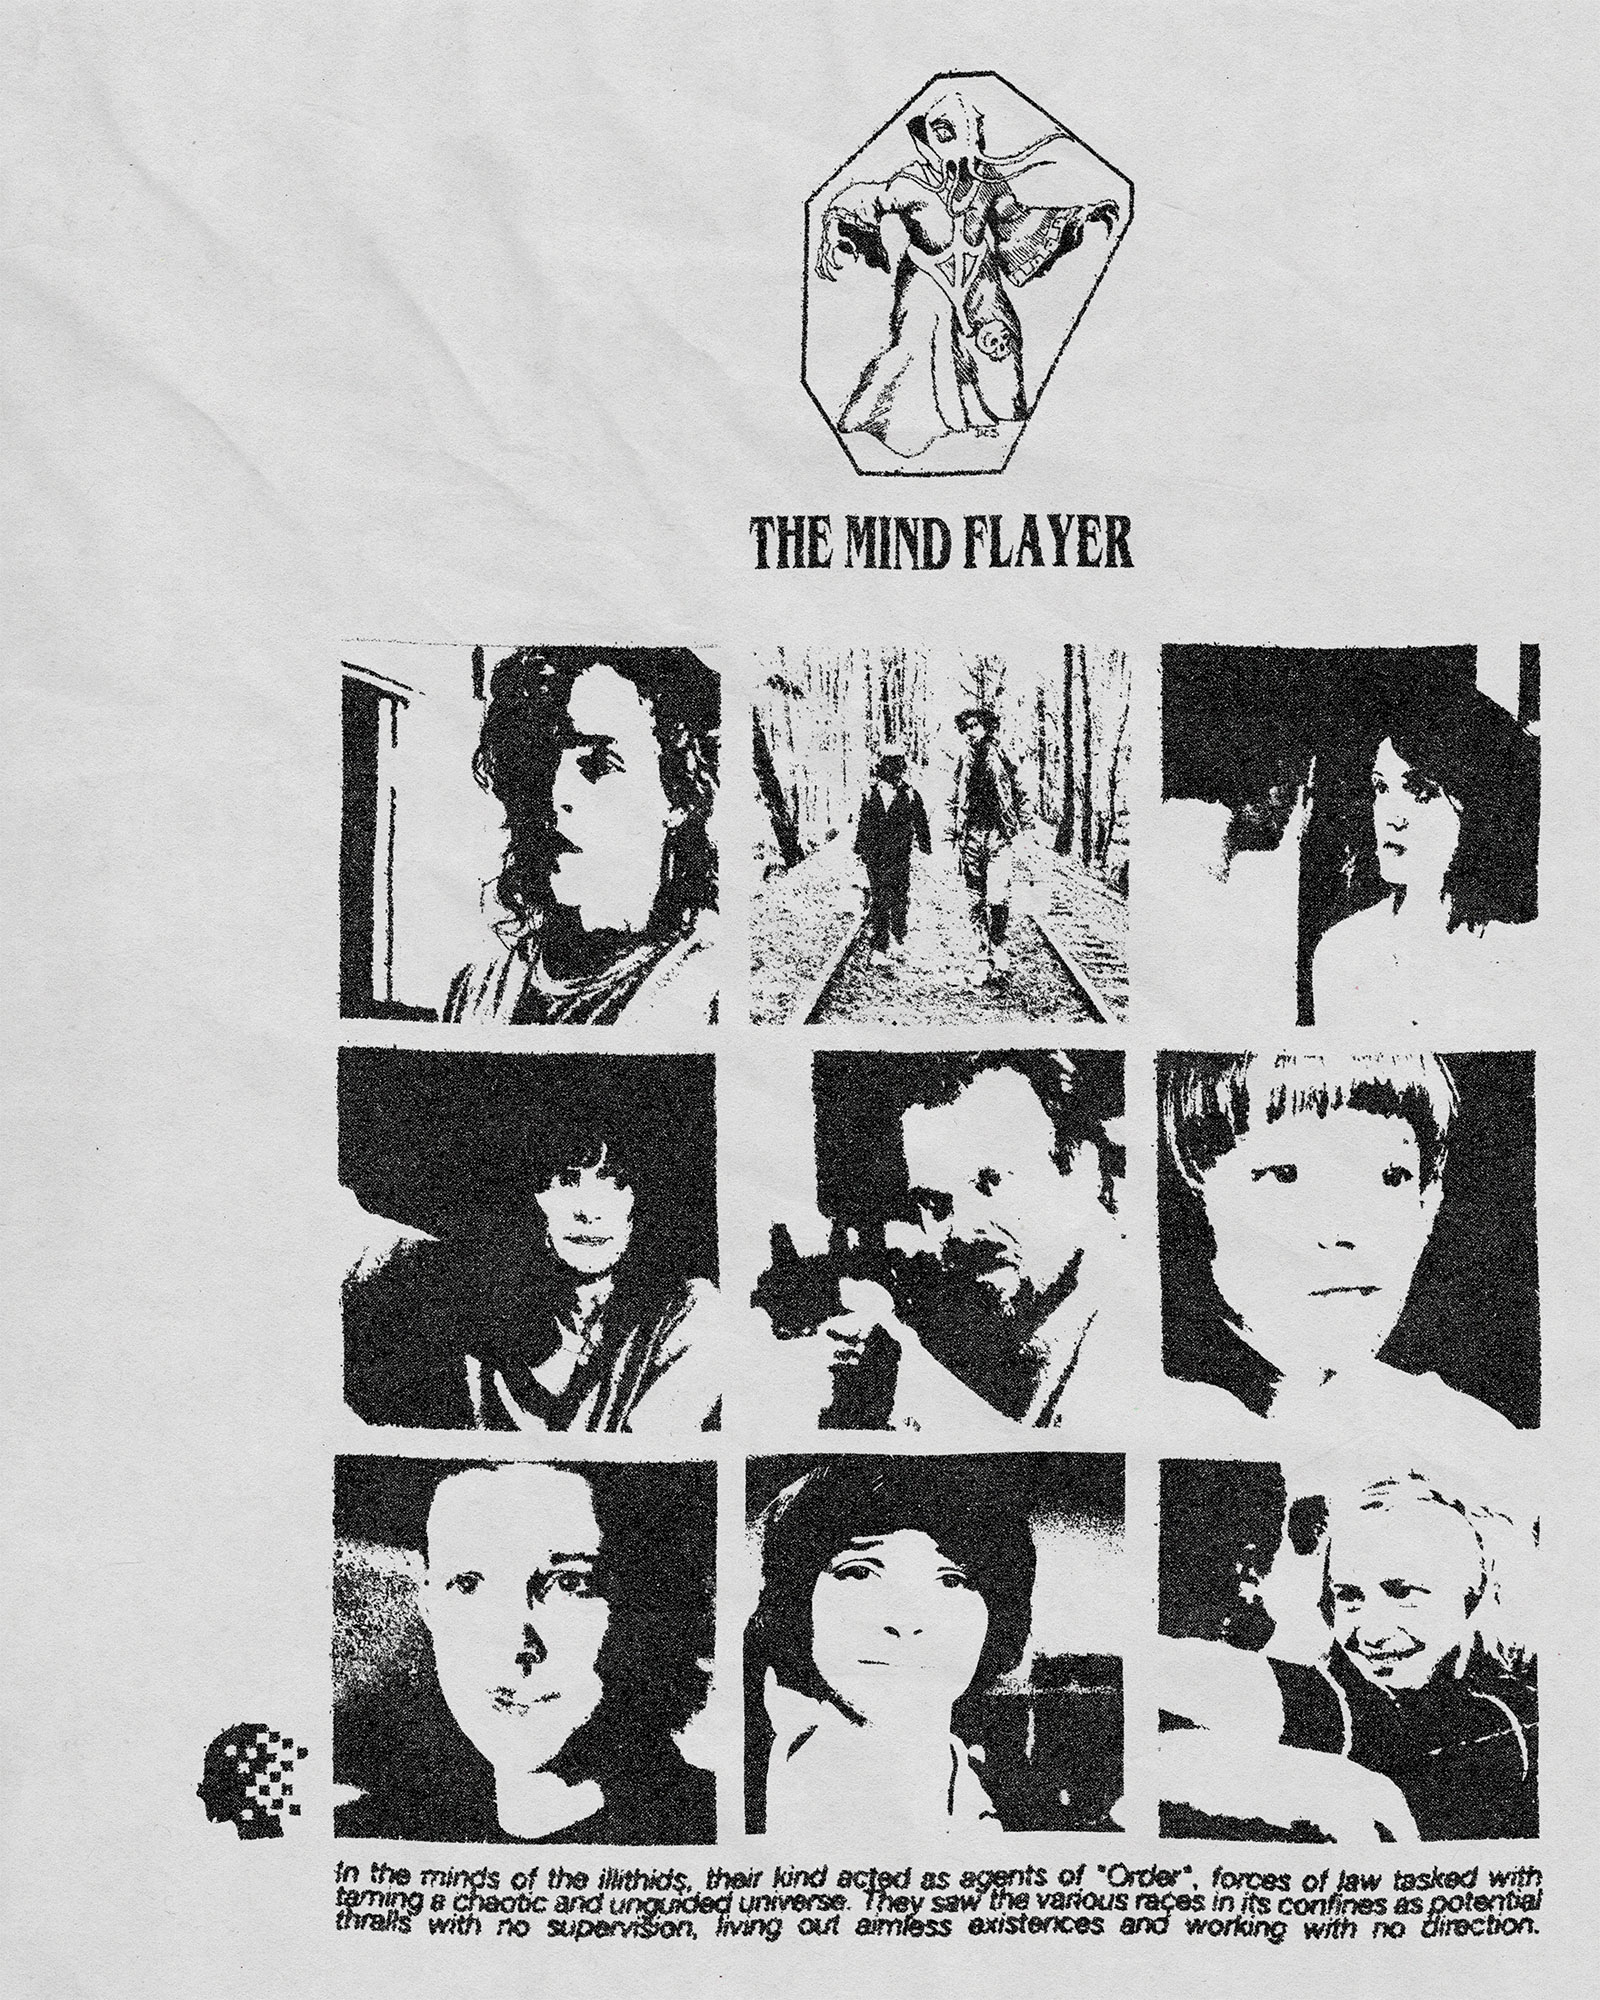 DCS
THE MIND FLAYER
In the minds of the illithids, their kind acted as agents of "Order", forces of law tasked with
taming a chaotic and unguided universe. They saw the various races in its confines as potential
thralls with no supervision, living out aimless existences and working with no direction.